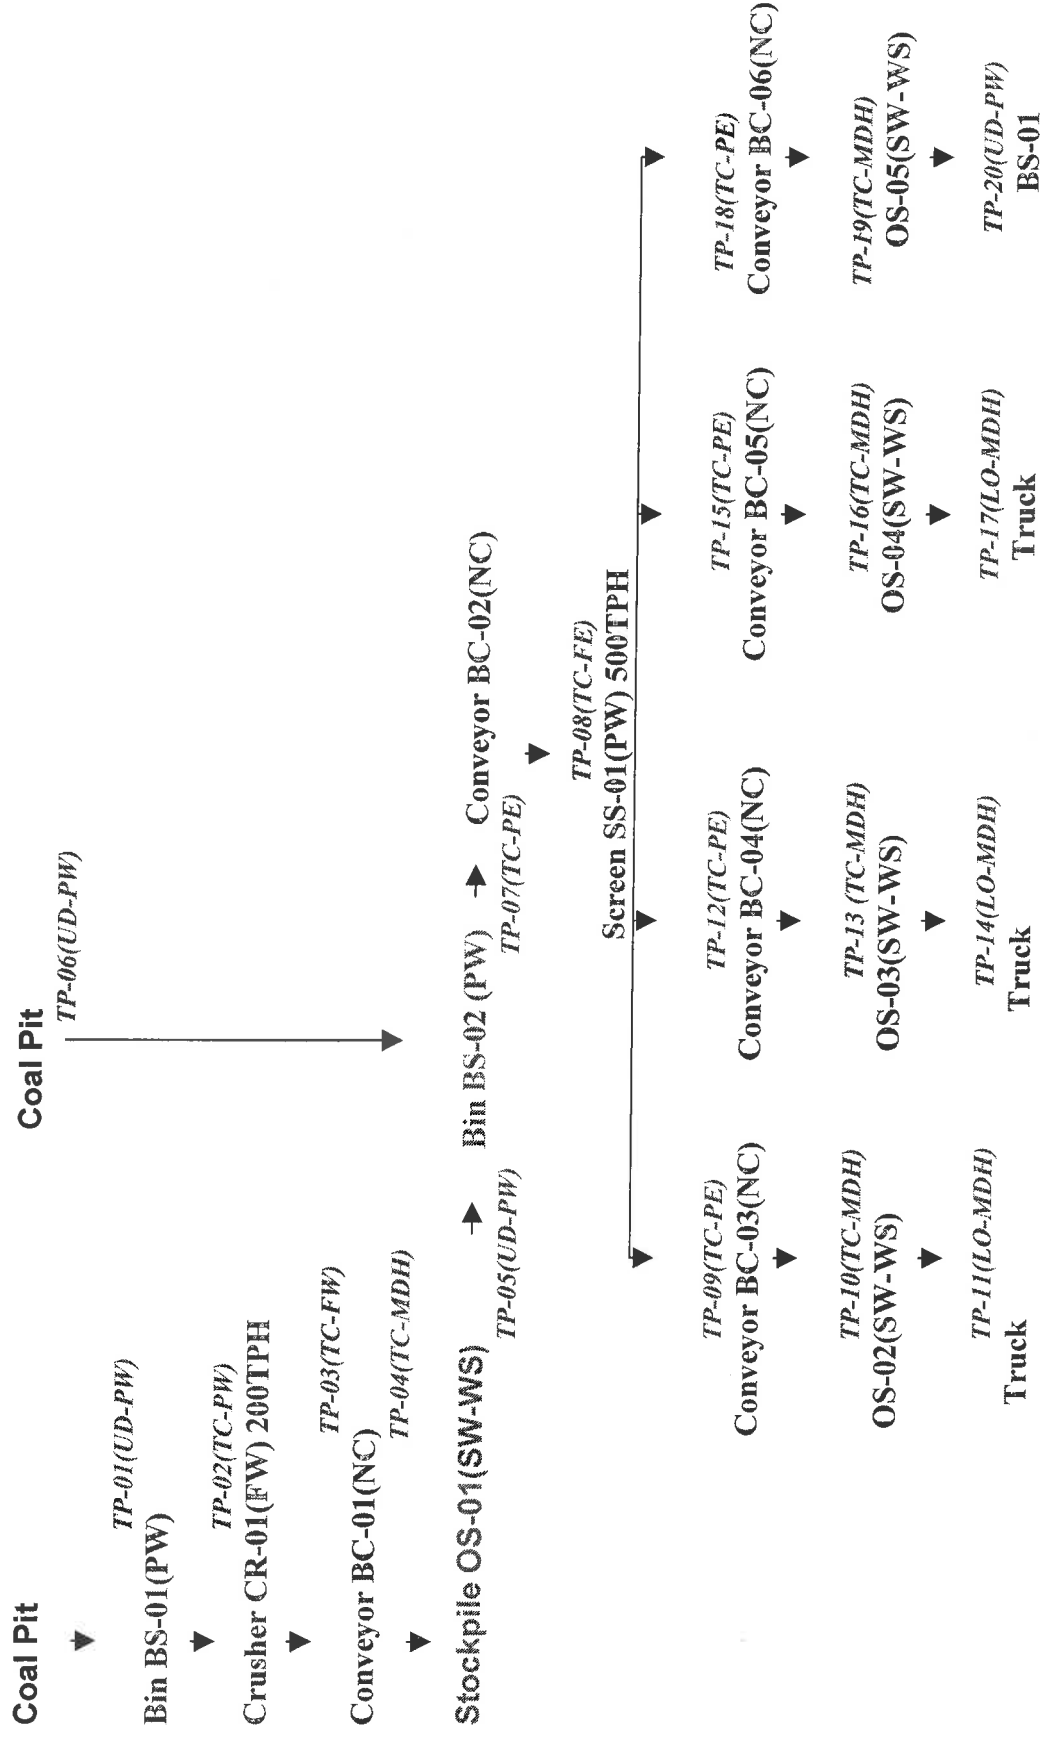 Coal Pit
TP-01(UD-PW)
Bin BS-01(PW)
TP-02(TC-PW)
Crusher CR-01(FW) 200TPH
TP-03(TC-FW)
Conveyor BC-01(NC)
TP-04(TC-MDH)
Stockpile OS-01(SW-WS)
TP-05(UD-PW)
Coal Pit
TP-06(UD-PW)
Bin BS-02 (PW)
TP-07(TC-PE)
Conveyor BC-02(NC)
TP-08(TC-FE)
Screen SS-01(PW) 500TPH
TP-09(TC-PE)
Conveyor BC-03(NC)
TP-10(TC-MDH)
OS-02(SW-WS)
TP-11(LO-MDH)
Truck
TP-12(TC-PE)
Conveyor BC-04(NC)
TP-13 (TC-MDH)
OS-03(SW-WS)
TP-14(LO-MDH)
Truck
TP-15(TC-PE)
Conveyor BC-05(NC)
TP-16(TC-MDH)
OS-04(SW-WS)
TP-17(LO-MDH)
Truck
TP-18(TC-PE)
Conveyor BC-06(NC)
TP-19(TC-MDH)
OS-05(SW-WS)
TP-20(UD-PW)
BS-01